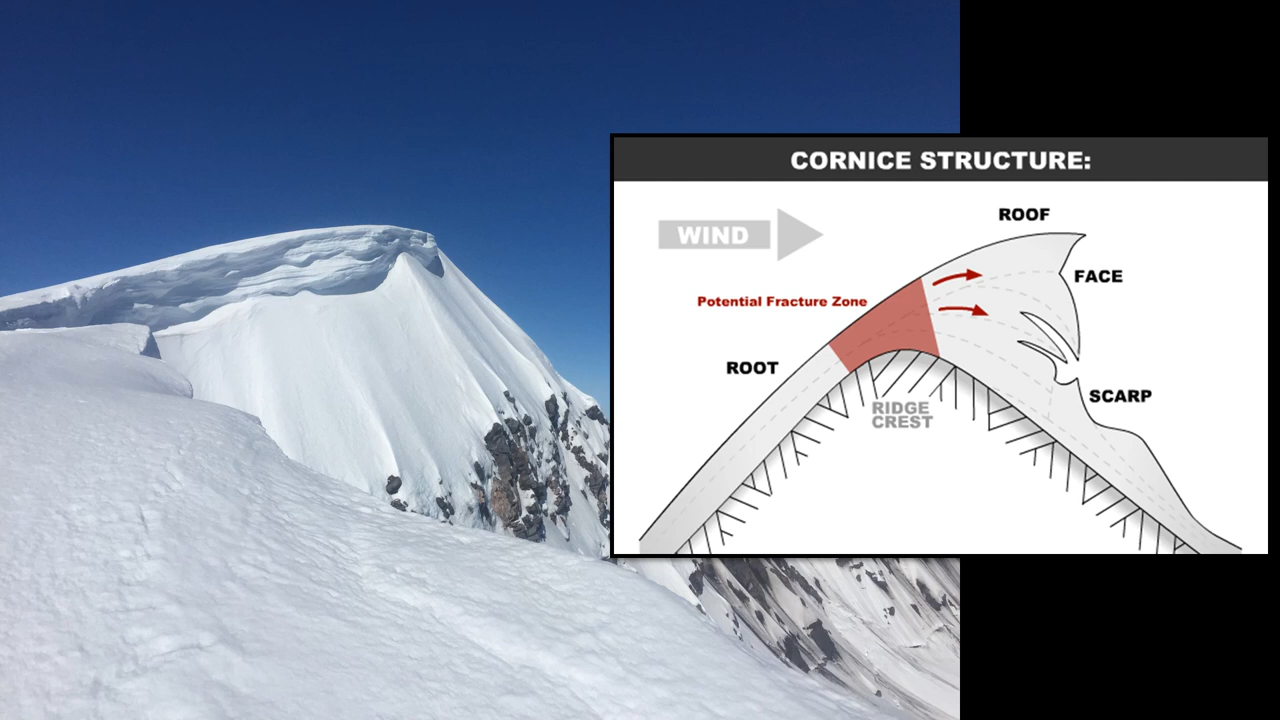 CORNICE STRUCTURE:
WIND
ROOF
FACE
Potential Fracture Zone
ROOT
SCARP
RIDGE
CREST